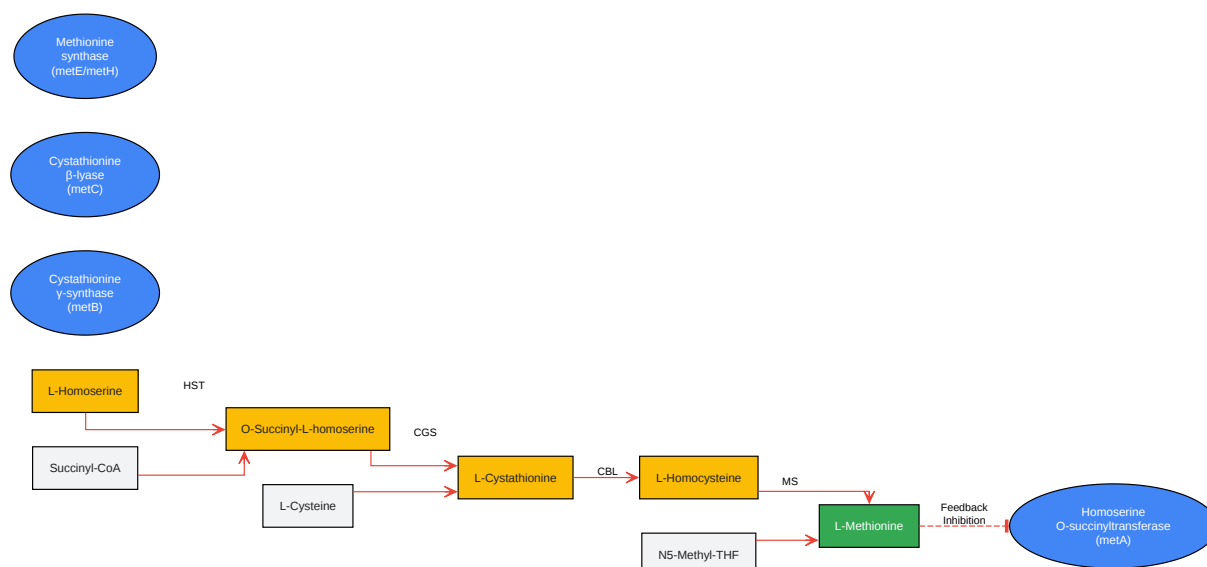 Methionine
synthase
(metE/metH)
Cystathionine
β-lyase
(metC)
Cystathionine
γ-synthase
(metB)
L-Homoserine
HST
O-Succinyl-L-homoserine
CGS
Succinyl-CoA
L-Cystathionine
CBL
L-Homocysteine
MS
L-Cysteine
Feedback
Inhibition
L-Methionine
Homoserine
O-succinyltransferase
(metA)
N5-Methyl-THF